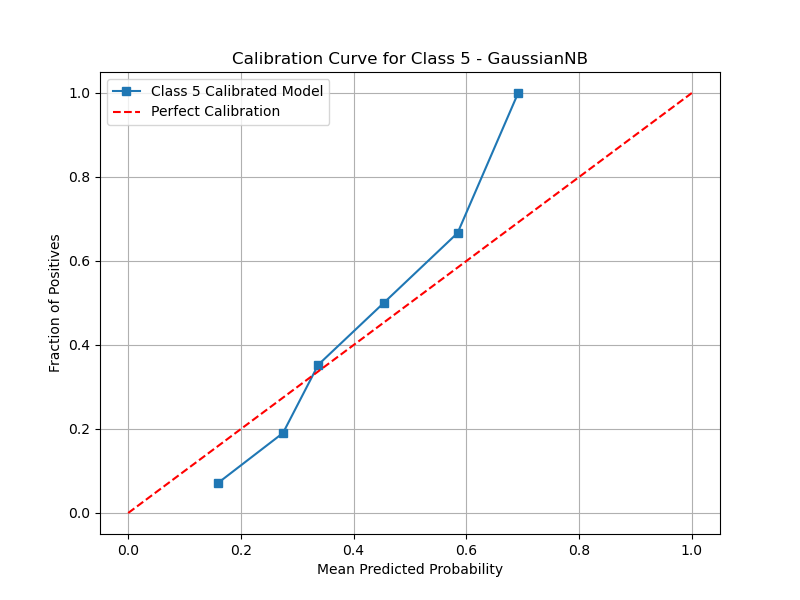 Calibration Curve for Class 5 - GaussianNB
Class 5 Calibrated Model
Perfect Calibration
1.0
0.8
0.6
0.4
0.2
0.0
Fraction of Positives
0.0 0.2 0.4 0.6 0.8 1.0
Mean Predicted Probability